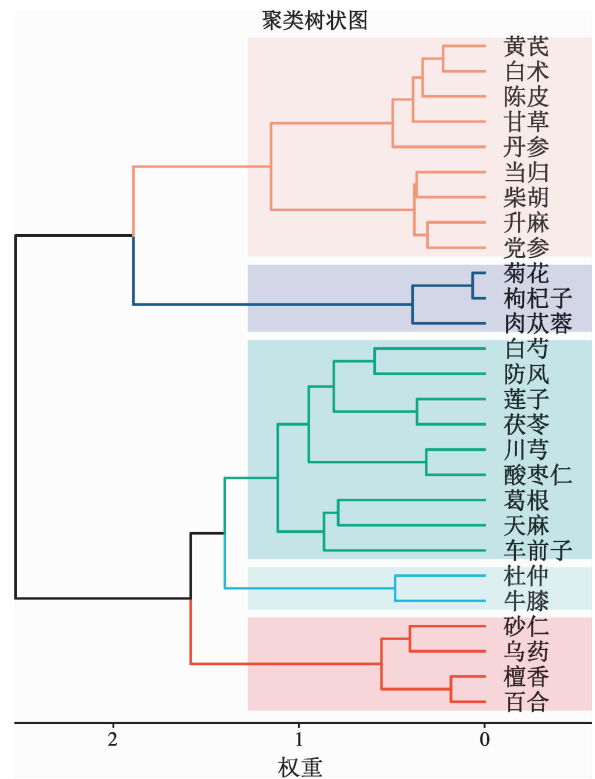 聚类树状图
黄芪
白术
陈皮
甘草
丹参
当归
柴胡
升麻
党参
菊花
枸杞子
肉苁蓉
白芍
防风
莲子
茯苓
川芎
酸枣仁
葛根
天麻
车前子
杜仲
牛膝
砂仁
乌药
檀香
百合
2 1 0
权重